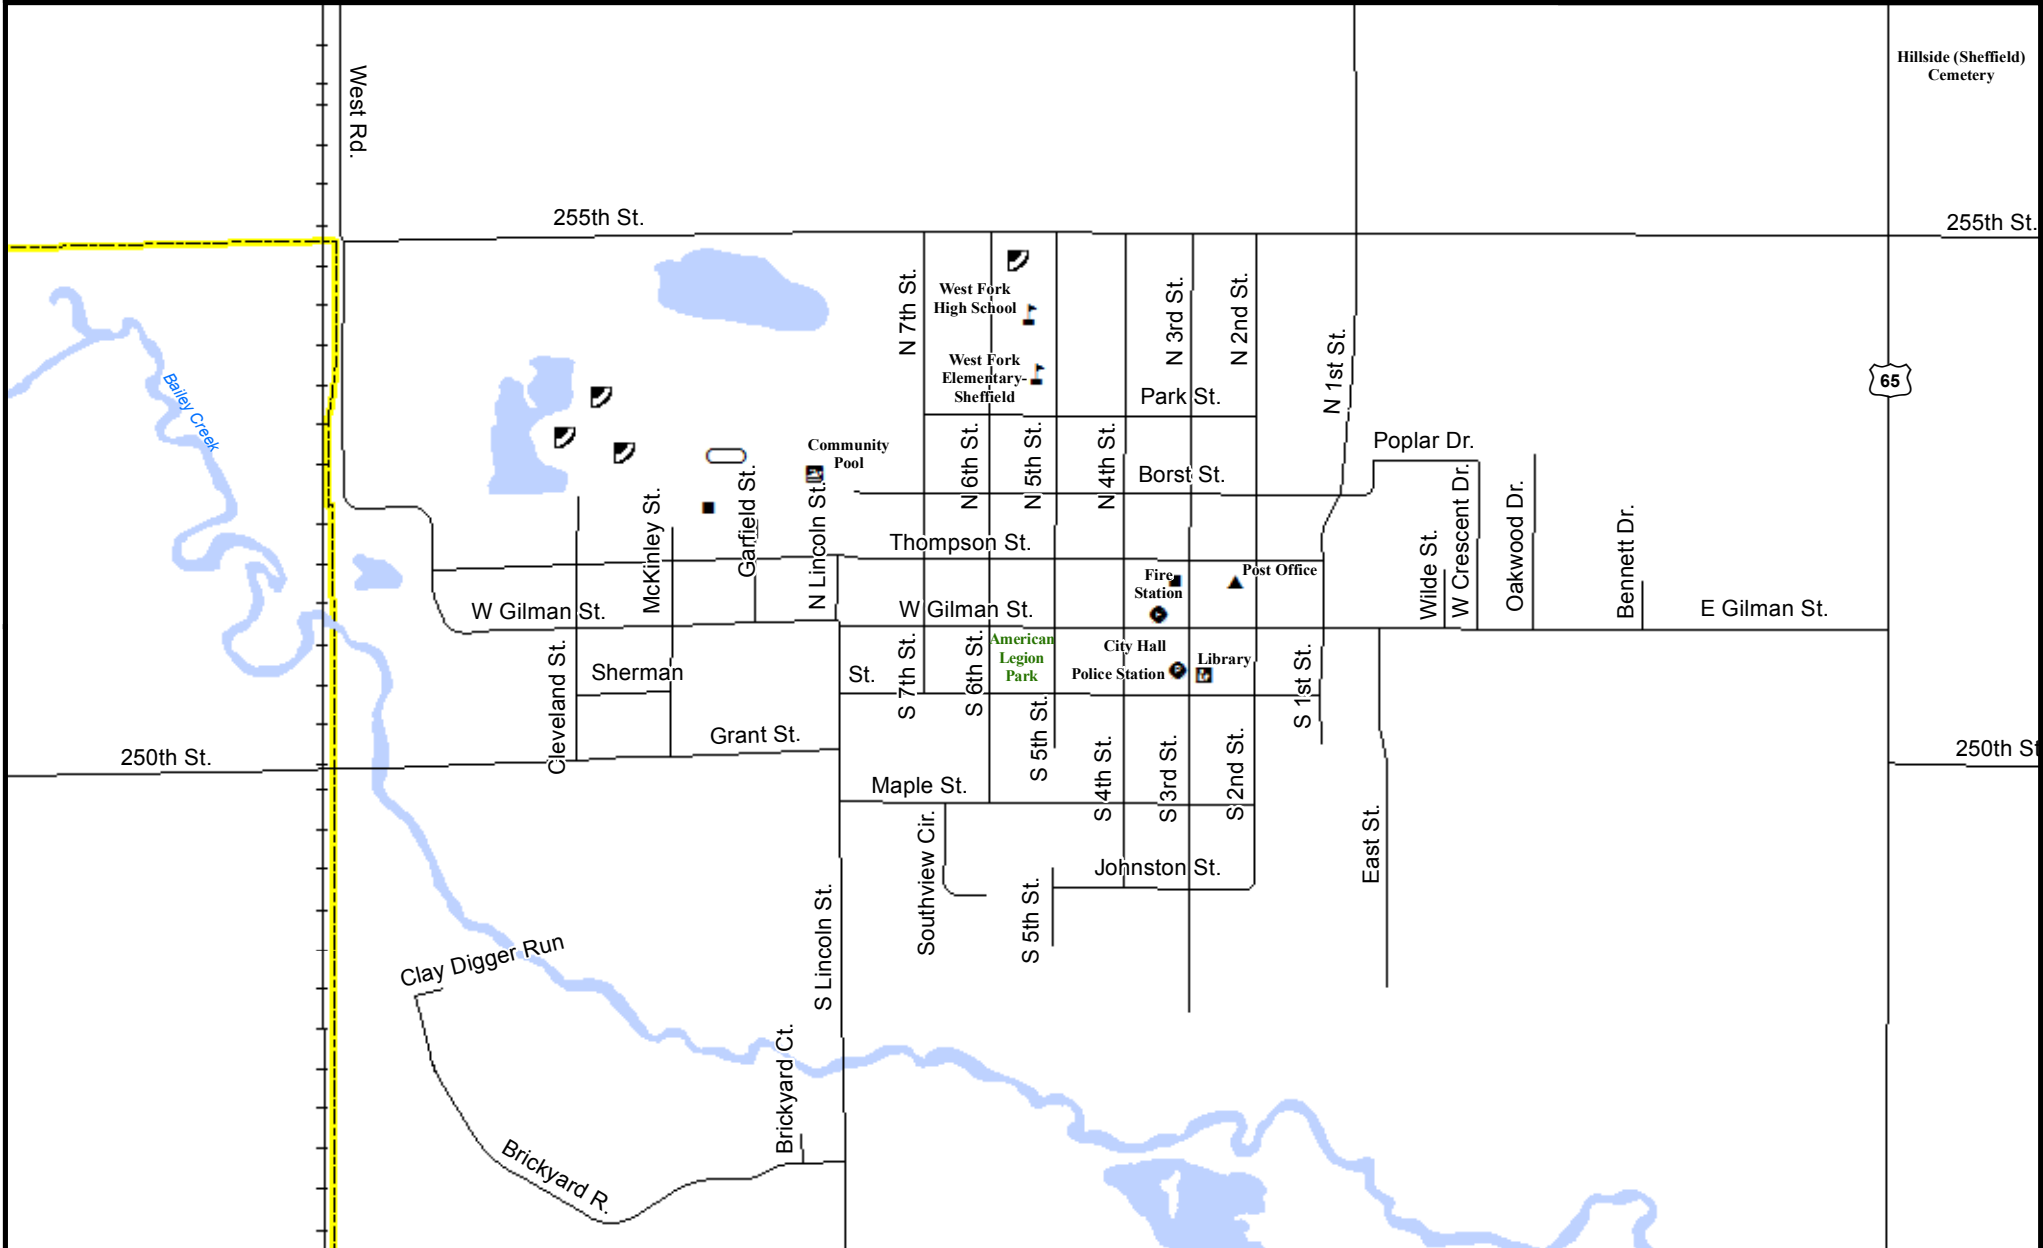 Hillside (Sheffield)
Cemetery
West Rd.
255th St.
255th St.
West Fork
High School
N 7th St.
N 3rd St.
N 2nd St.
N 1st St.
West Fork
Elementary-
Sheffield
Bailey Creek
65
Park St.
Poplar Dr.
Community
Pool
N 6th St.
N 5th St.
N 4th St.
Borst St.
McKinley St.
Garfield St.
N Lincoln St.
Thompson St.
Wilde St.
W Crescent Dr.
Oakwood Dr.
Bennett Dr.
Fire
Station
Post Office
W Gilman St.
W Gilman St.
E Gilman St.
American
Legion
Park
City Hall
Police Station
P
Library
Cleveland St.
Sherman
St.
S 7th St.
S 6th St.
S 1st St.
Grant St.
S 5th St.
250th St.
250th St
Maple St.
S 4th St.
S 3rd St.
S 2nd St.
Southview Cir.
East St.
Johnston St.
S 5th St.
S Lincoln St.
Clay Digger Run
Brickyard Ct.
Brickyard R.